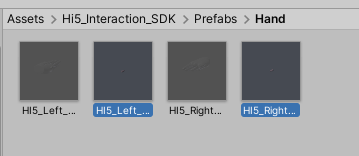 Assets > Hi5_Interaction_SDK > Prefabs > Hand
HI5_Left_... HI5_Left_... HI5_Right... HI5_Right...